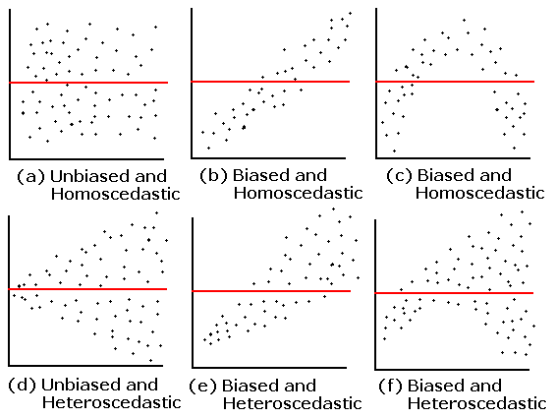 (a) Unbiased and
Homoscedastic
(b) Biased and
Homoscedastic
(c) Biased and
Homoscedastic
(d) Unbiased and
Heteroscedastic
(e) Biased and
Heteroscedastic
(f) Biased and
Heteroscedastic